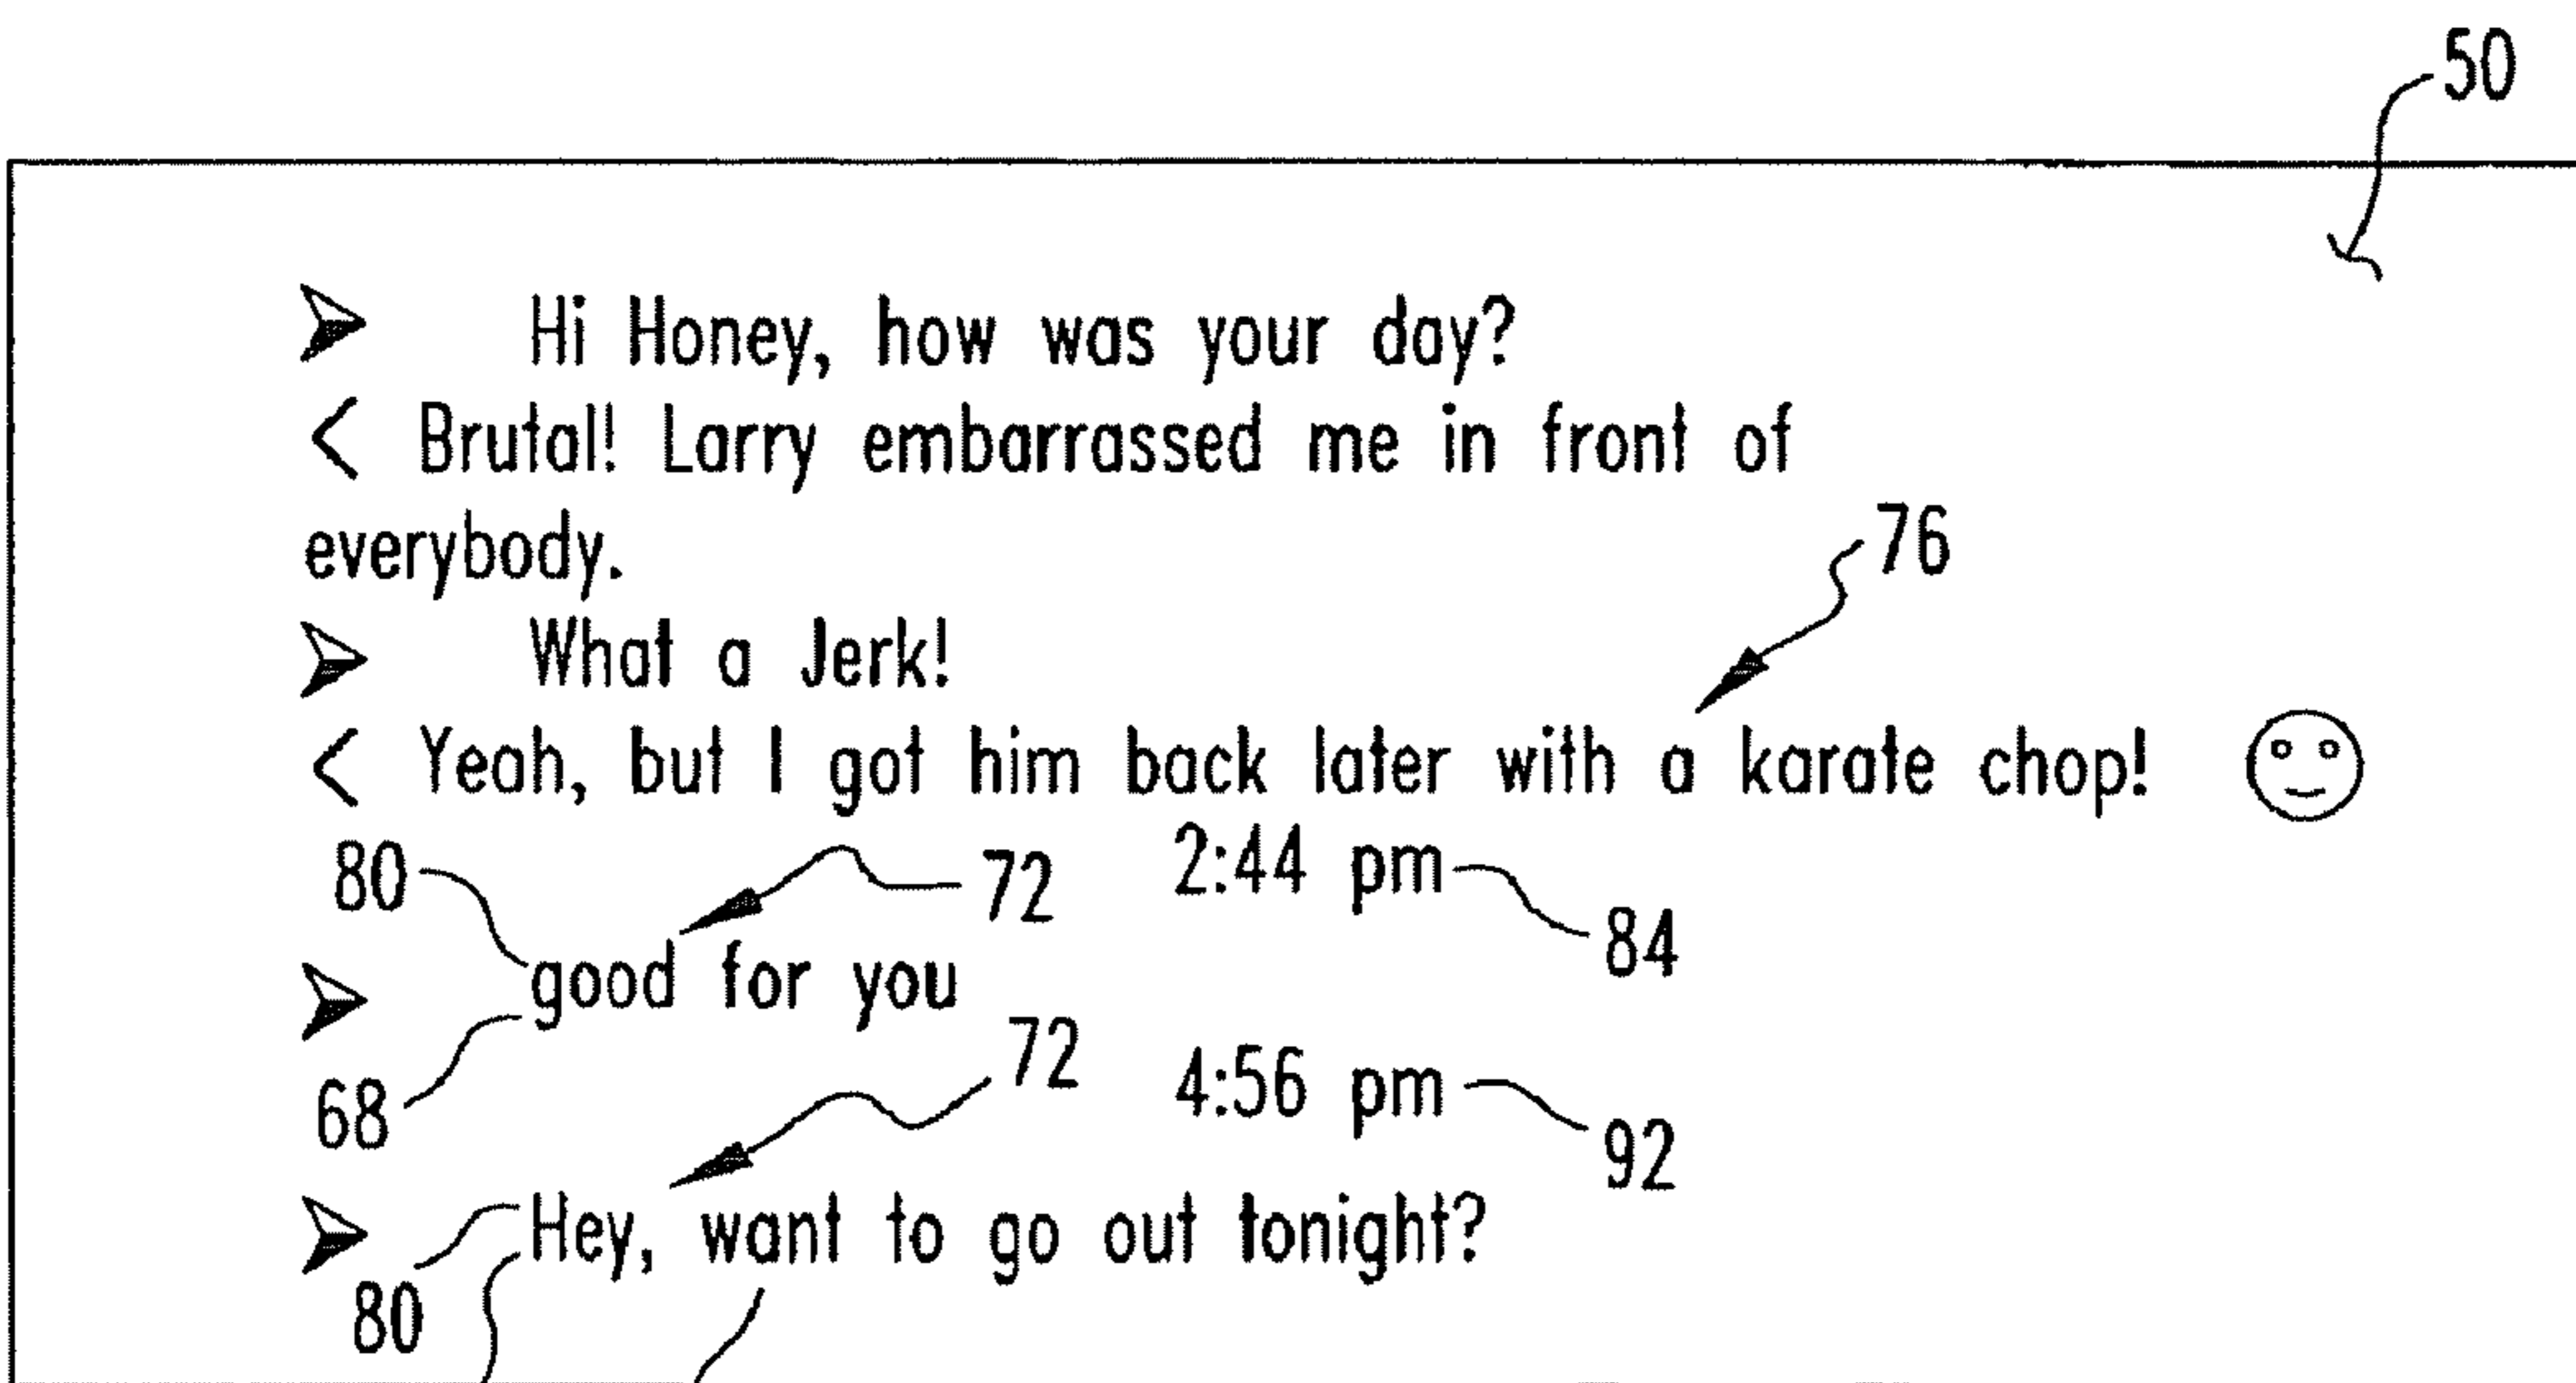 50
➢ Hi Honey, how was your day?
< Brutal! Larry embarrassed me in front of
everybody.
76
➢ What a Jerk!
< Yeah, but I got him back later with a karate chop!
80 72 2:44 pm
84
➢ good for you
68 72 4:56 pm
92
➢ Hey, want to go out tonight?
80